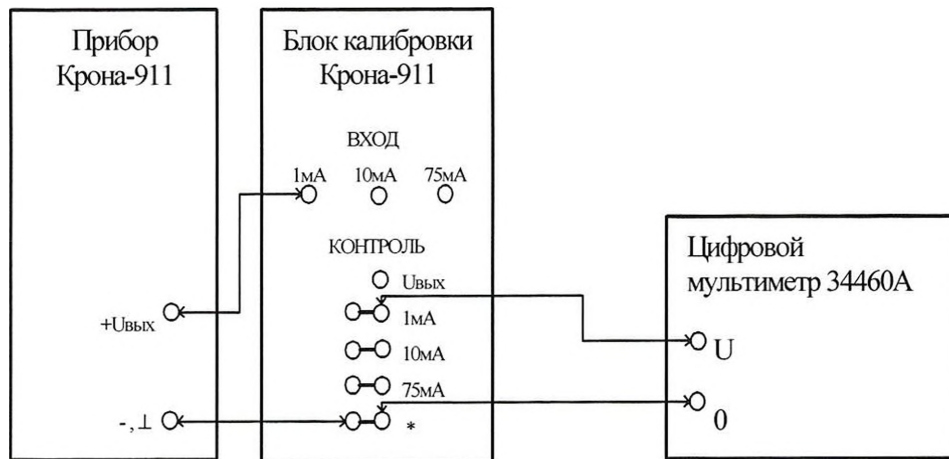 Прибор
Крона-911
+Uвых
-,⊥
Блок калибровки
Крона-911
ВХОД
1мА 10мА 75мА
КОНТРОЛЬ
Uвых
1мА
10мА
75мА
*
Цифровой
мультиметр 34460А
U
0